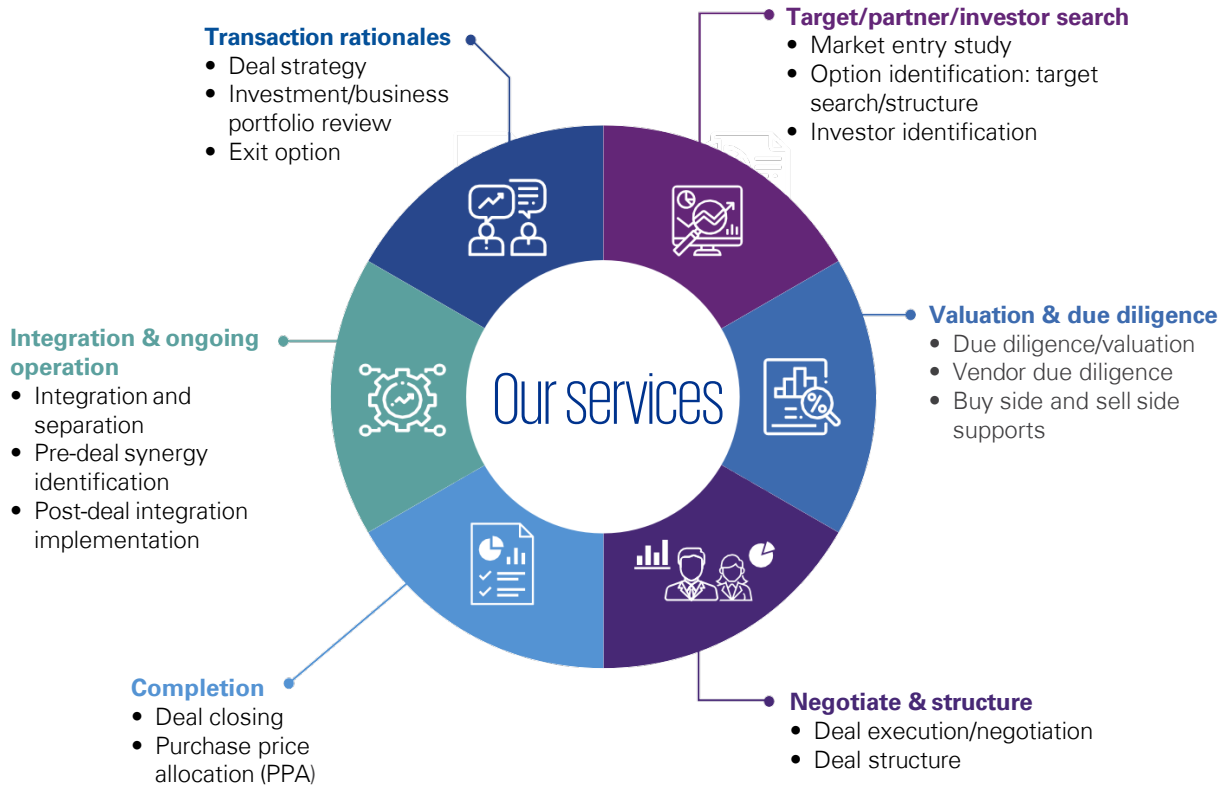 Transaction rationales
• Deal strategy
• Investment/business
portfolio review
• Exit option
Target/partner/investor search
• Market entry study
• Option identification: target
search/structure
• Investor identification
Valuation & due diligence
• Due diligence/valuation
• Vendor due diligence
• Buy side and sell side
supports
Negotiate & structure
• Deal execution/negotiation
• Deal structure
Completion
• Deal closing
• Purchase price
allocation (PPA)
Integration & ongoing
operation
• Integration and
separation
• Pre-deal synergy
identification
• Post-deal integration
implementation
Our services
%